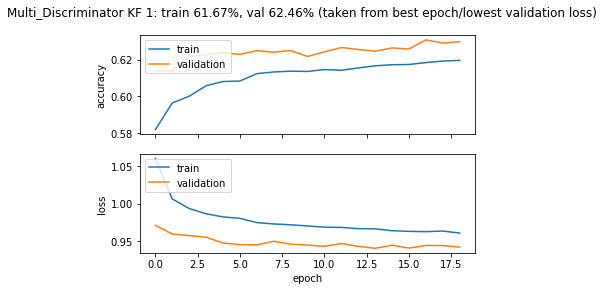 Multi_Discriminator KF 1: train 61.67%, val 62.46% (taken from best epoch/lowest validation loss)
accuracy
0.62
0.60
0.58
train
validation
loss
1.05
1.00
0.95
train
validation
0.0 2.5 5.0 7.5 10.0 12.5 15.0 17.5
epoch